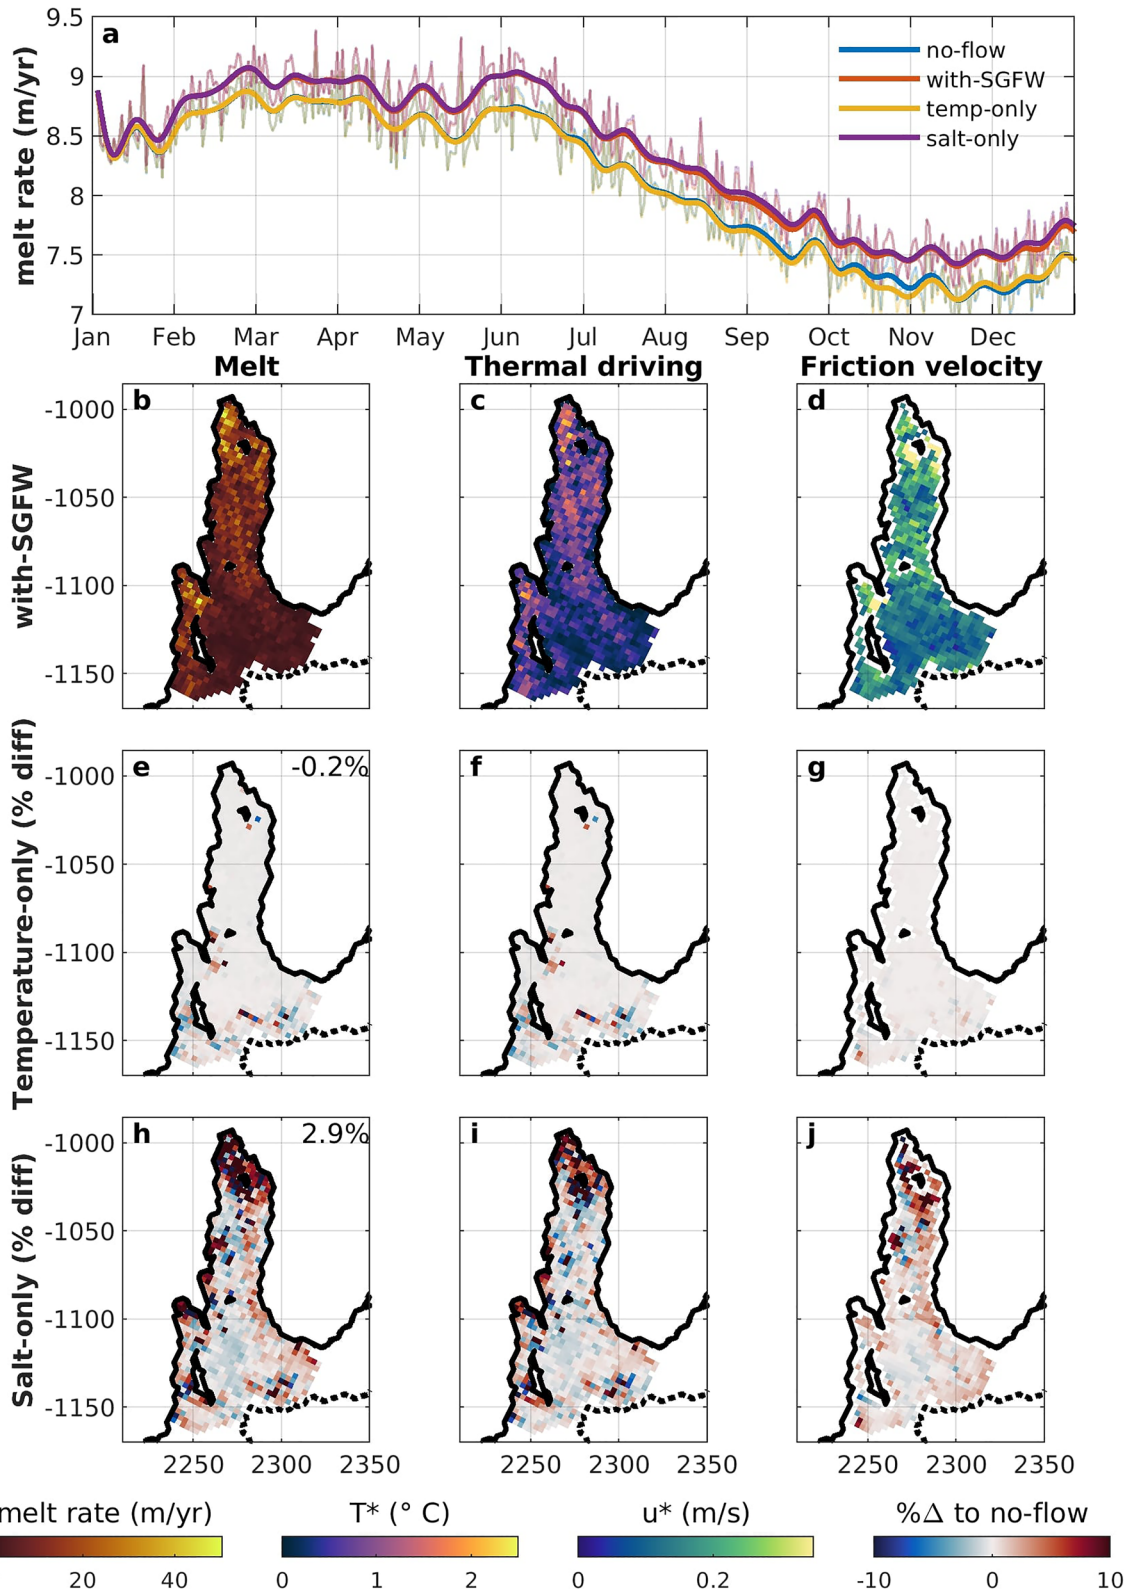 a
9.5
9
8.5
8
7.5
7
melt rate (m/yr)
no-flow
with-SGFW
temp-only
salt-only
Jan Feb Mar Apr May Jun Jul Aug Sep Oct Nov Dec
Melt Thermal driving Friction velocity
with-SGFW
b c d
-1000
-1050
-1100
-1150
Temperature-only (% diff)
e -0.2% f g
-1000
-1050
-1100
-1150
Salt-only (% diff)
h 2.9% i j
-1000
-1050
-1100
-1150
2250 2300 2350 2250 2300 2250 2300 2350
melt rate (m/yr) T* (° C) u* (m/s) %Δ to no-flow
20 40 0 1 2 0 0.2 -10 0 10